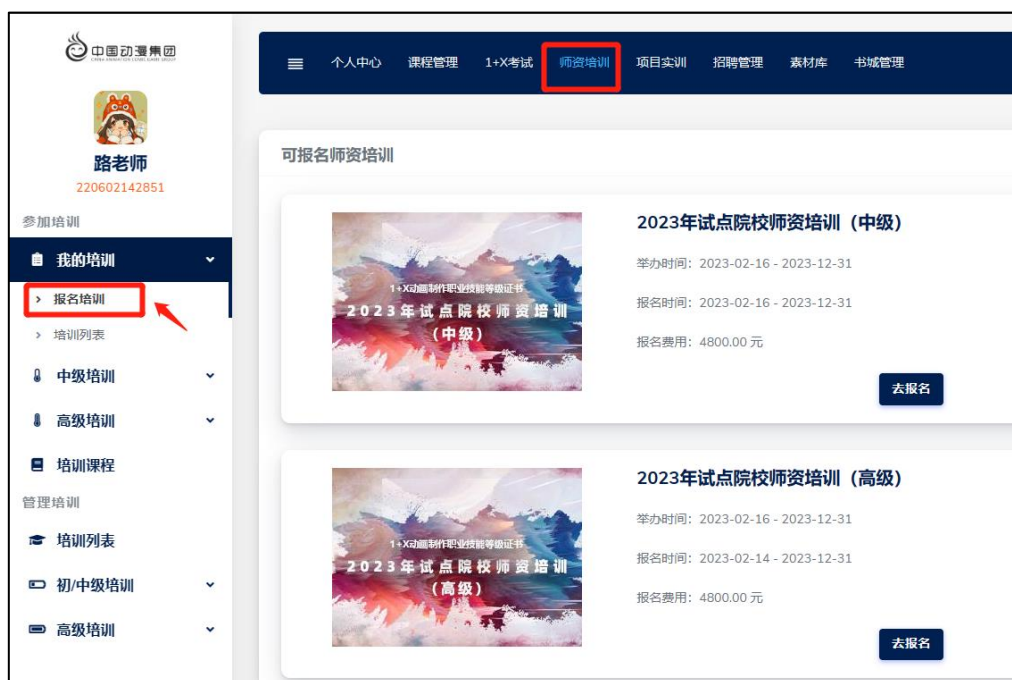 中国动漫集团
路老师
220602142851
参加培训
我的培训
报名培训
培训列表
中级培训
高级培训
培训课程
管理培训
培训列表
初/中级培训
高级培训
个人中心 课程管理 1+X考试 师资培训 项目实训 招聘管理 素材库 书城管理
可报名师资培训
1+X动画制作职业技能等级证书
2023年试点院校师资培训
(中级)
2023年试点院校师资培训（中级）
举办时间：2023-02-16 - 2023-12-31
报名时间：2023-02-16 - 2023-12-31
报名费用：4800.00 元
去报名
1+X动画制作职业技能等级证书
2023年试点院校师资培训
(高级)
2023年试点院校师资培训（高级）
举办时间：2023-02-16 - 2023-12-31
报名时间：2023-02-14 - 2023-12-31
报名费用：4800.00 元
去报名